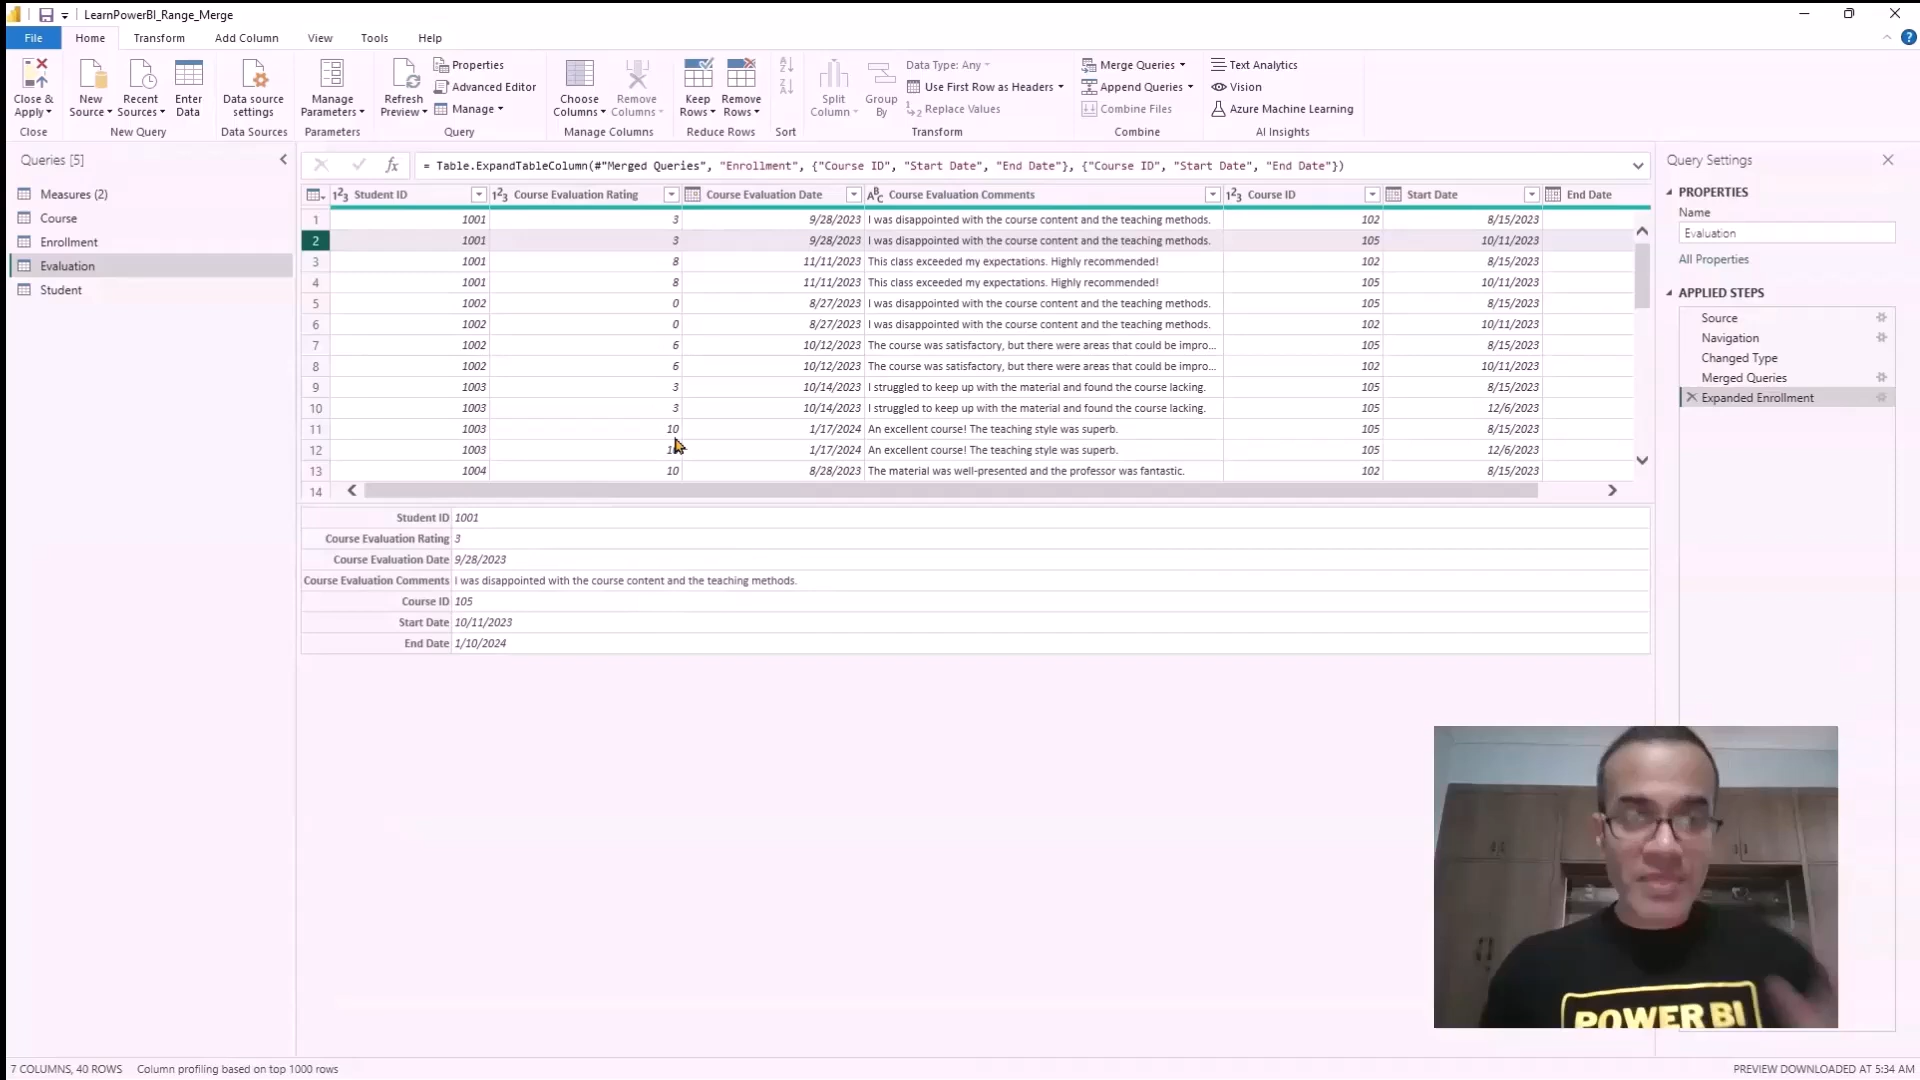 LearnPowerBI_Range_Merge
File Home Transform Add Column View Tools Help
Close & Apply
Close
New Source
Recent Sources
Enter Data
New Query
Data source settings
Data Sources
Manage Parameters
Parameters
Refresh Preview
Properties
Advanced Editor
Manage
Query
Choose Columns
Remove Columns
Manage Columns
Keep Rows
Remove Rows
Reduce Rows
Sort
Split Column
Group By
Data Type: Any
Use First Row as Headers
Replace Values
Transform
Merge Queries
Append Queries
Combine Files
Combine
Text Analytics
Vision
Azure Machine Learning
AI Insights
Queries [5]
Measures (2)
Course
Enrollment
Evaluation
Student
= Table.ExpandTableColumn(#"Merged Queries", "Enrollment", {"Course ID", "Start Date", "End Date"}, {"Course ID", "Start Date", "End Date"})
Student ID Course Evaluation Rating Course Evaluation Date Course Evaluation Comments Course ID Start Date End Date
1 1001 3 9/28/2023 I was disappointed with the course content and the teaching methods. 102 8/15/2023
2 1001 3 9/28/2023 I was disappointed with the course content and the teaching methods. 105 10/11/2023
3 1001 8 11/11/2023 This class exceeded my expectations. Highly recommended! 102 8/15/2023
4 1001 8 11/11/2023 This class exceeded my expectations. Highly recommended! 105 10/11/2023
5 1002 0 8/27/2023 I was disappointed with the course content and the teaching methods. 105 8/15/2023
6 1002 0 8/27/2023 I was disappointed with the course content and the teaching methods. 102 10/11/2023
7 1002 6 10/12/2023 The course was satisfactory, but there were areas that could be impro... 105 8/15/2023
8 1002 6 10/12/2023 The course was satisfactory, but there were areas that could be impro... 102 10/11/2023
9 1003 3 10/14/2023 I struggled to keep up with the material and found the course lacking. 105 8/15/2023
10 1003 3 10/14/2023 I struggled to keep up with the material and found the course lacking. 105 12/6/2023
11 1003 10 1/17/2024 An excellent course! The teaching style was superb. 105 8/15/2023
12 1003 1/17/2024 An excellent course! The teaching style was superb. 105 12/6/2023
13 1004 10 8/28/2023 The material was well-presented and the professor was fantastic. 102 8/15/2023
14
Student ID 1001
Course Evaluation Rating 3
Course Evaluation Date 9/28/2023
Course Evaluation Comments I was disappointed with the course content and the teaching methods.
Course ID 105
Start Date 10/11/2023
End Date 1/10/2024
Query Settings
PROPERTIES
Name
Evaluation
All Properties
APPLIED STEPS
Source
Navigation
Changed Type
Merged Queries
Expanded Enrollment
POWER BI
7 COLUMNS, 40 ROWS Column profiling based on top 1000 rows
PREVIEW DOWNLOADED AT 5:34 AM